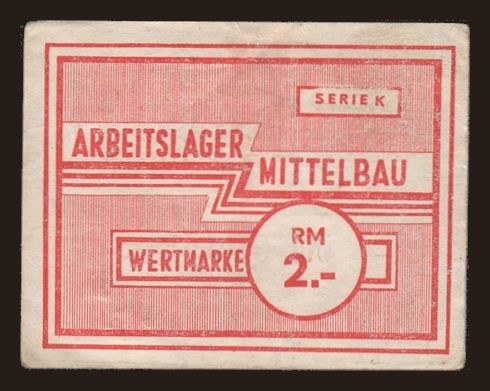 SERIE K
ARBEITSLAGER
MITTELBAU
WERTMARKE
RM
2.-